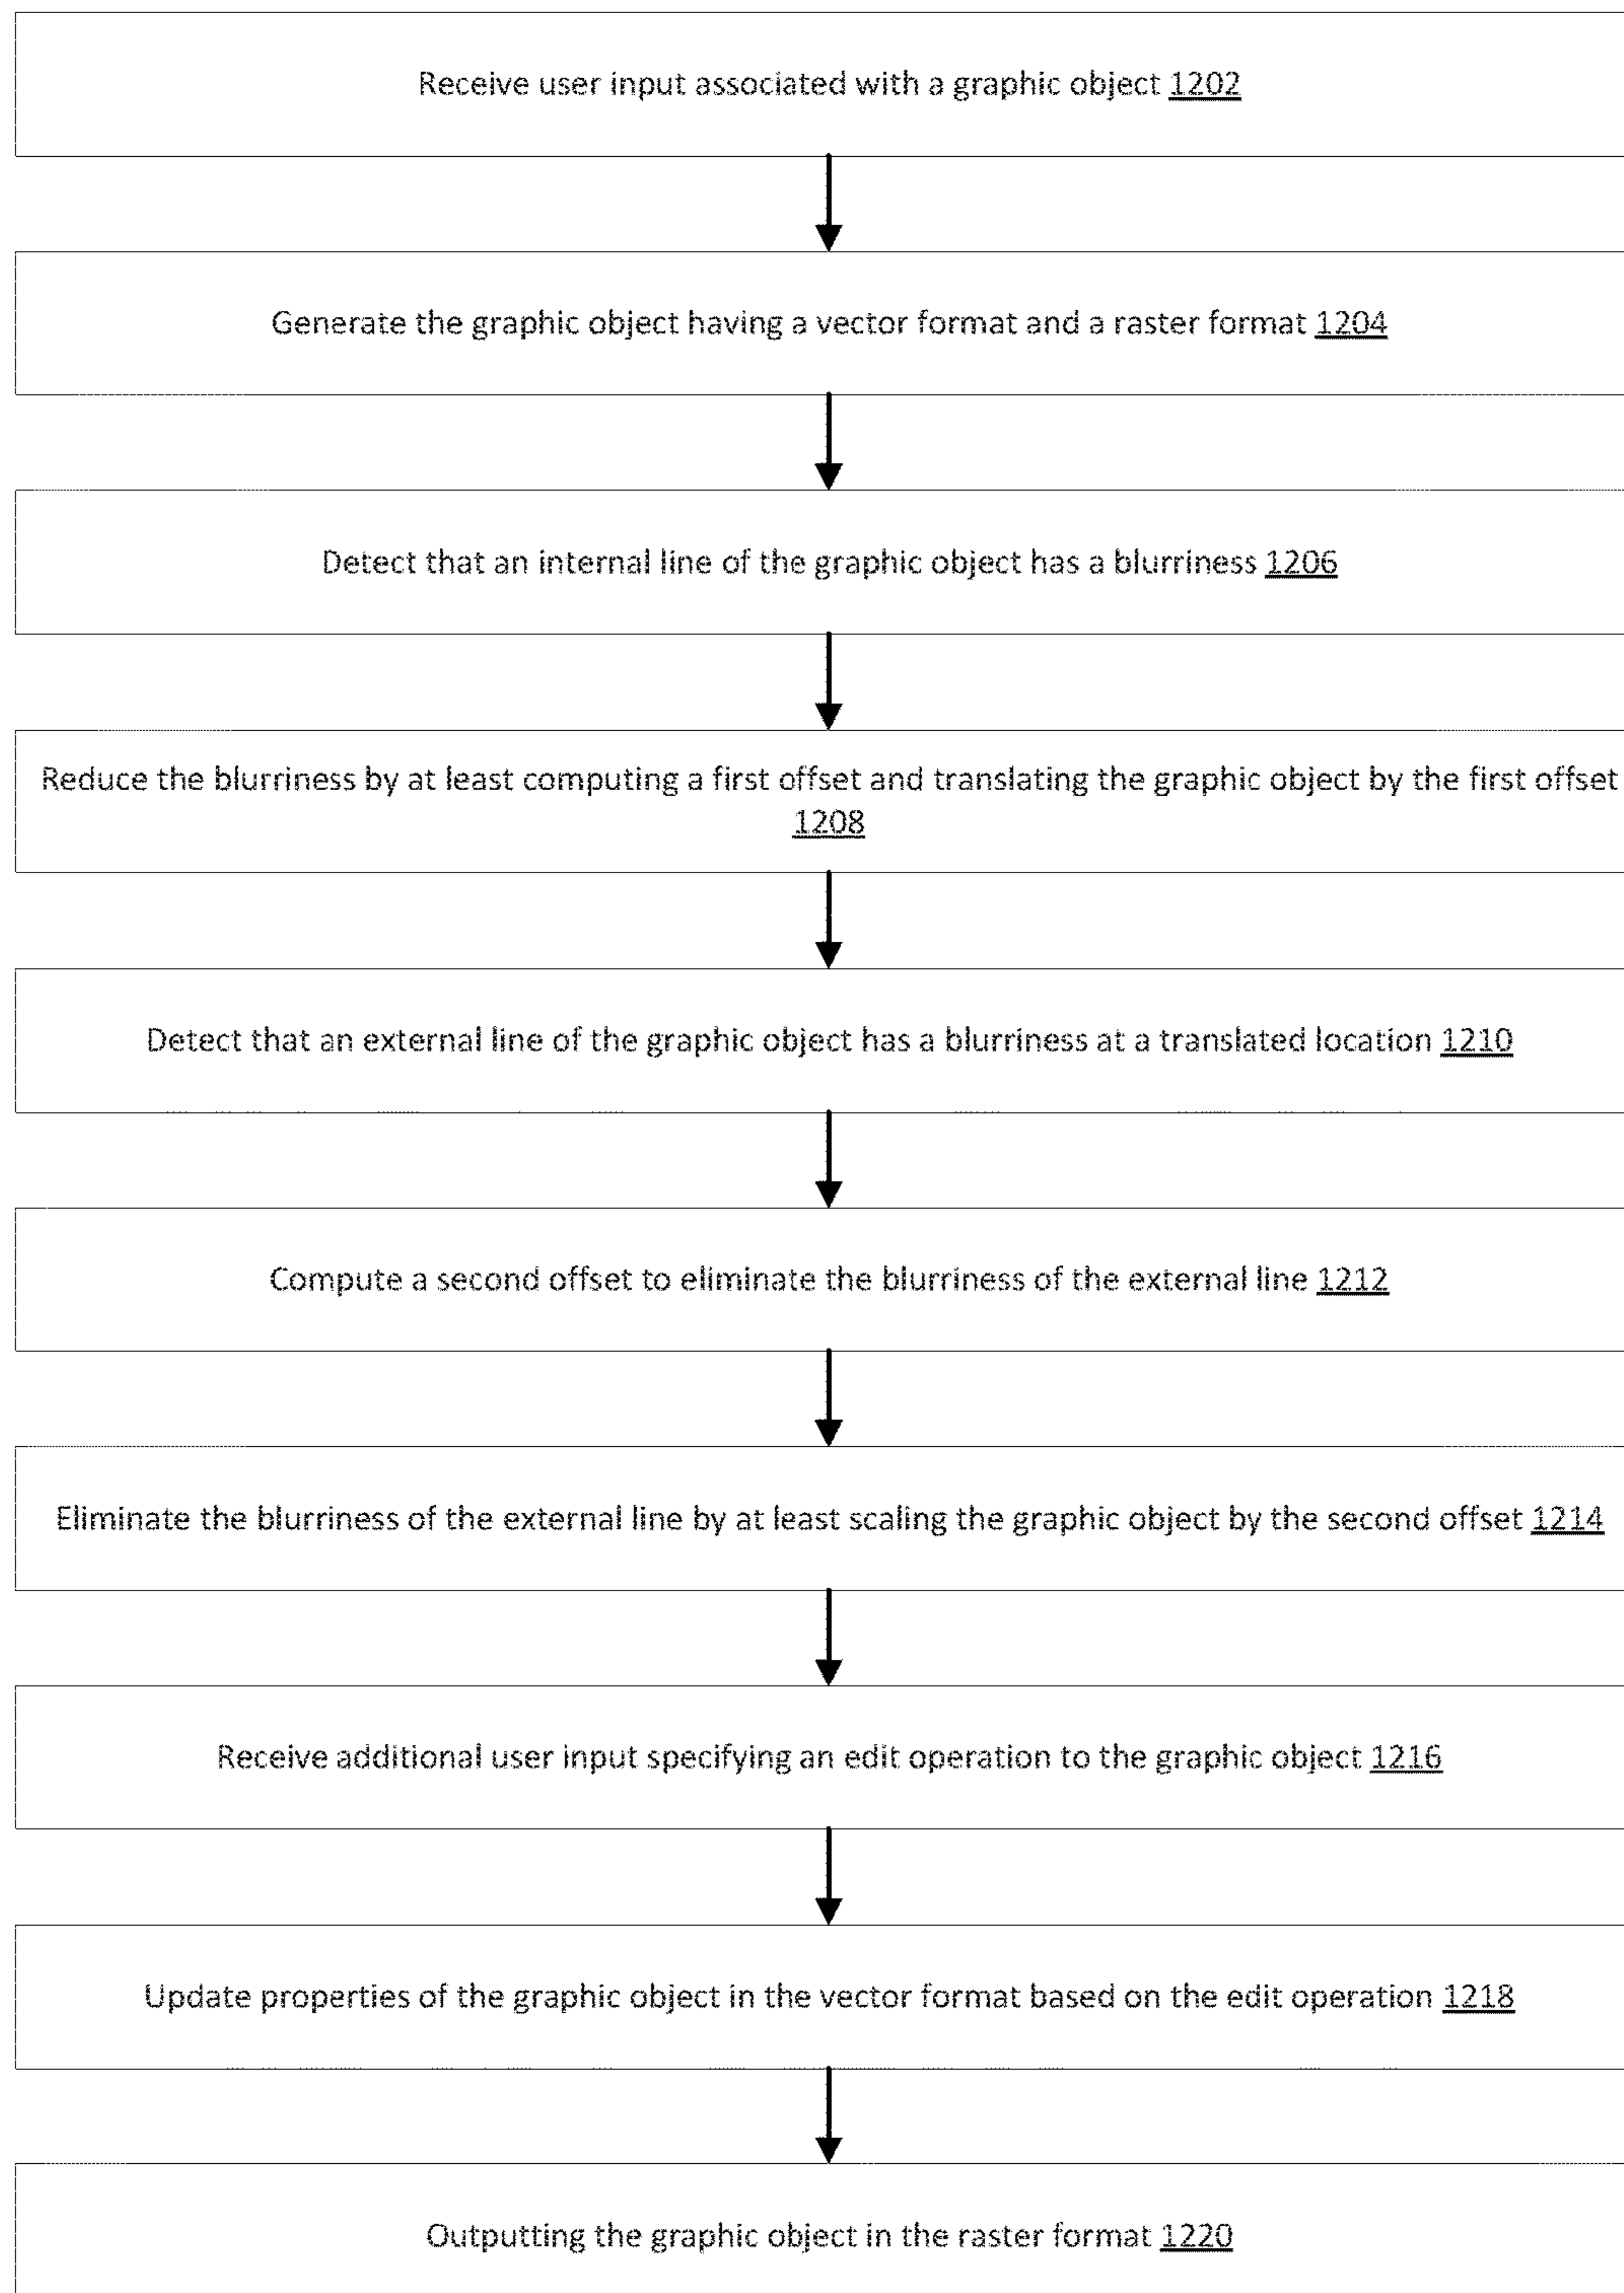 Receive user input associated with a graphic object 1202
Generate the graphic object having a vector format and a raster format 1204
Detect that an internal line of the graphic object has a blurriness 1206
Reduce the blurriness by at least computing a first offset and translating the graphic object by the first offset
1208
Detect that an external line of the graphic object has a blurriness at a translated location 1210
Compute a second offset to eliminate the blurriness of the external line 1212
Eliminate the blurriness of the external line by at least scaling the graphic object by the second offset 1214
Receive additional user input specifying an edit operation to the graphic object 1216
Update properties of the graphic object in the vector format based on the edit operation 1218
Outputting the graphic object in the raster format 1220